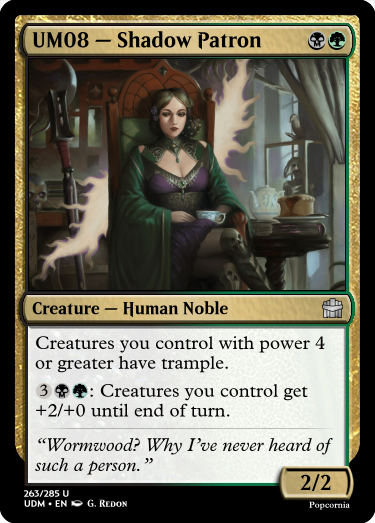 UM08 — Shadow Patron
Creature — Human Noble
Creatures you control with power 4
or greater have trample.
3: Creatures you control get
+2/+0 until end of turn.
“Wormwood? Why I’ve never heard of
such a person.”
2/2
263/285 U
UDM • EN G. Redon
Popcornia